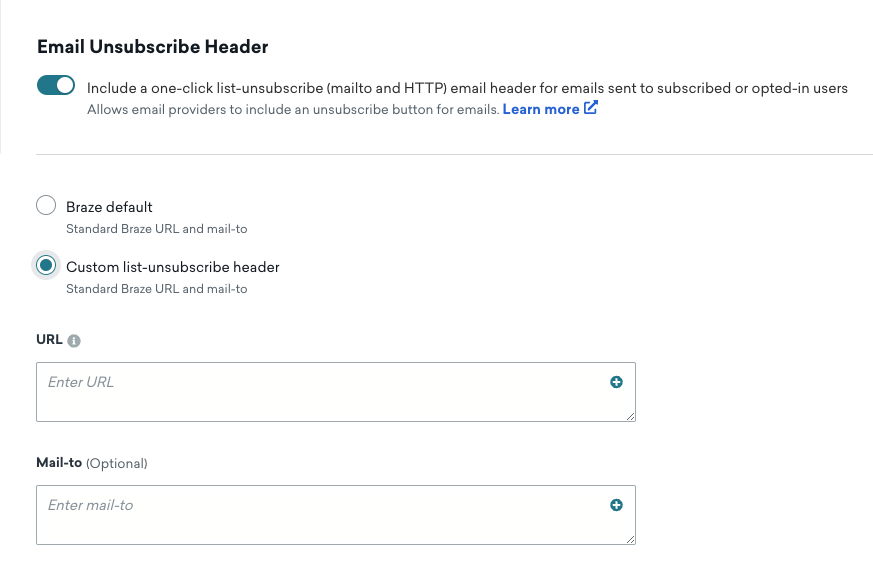 Email Unsubscribe Header
Include a one-click list-unsubscribe (mailto and HTTP) email header for emails sent to subscribed or opted-in users
Allows email providers to include an unsubscribe button for emails. Learn more
Braze default
Standard Braze URL and mail-to
Custom list-unsubscribe header
Standard Braze URL and mail-to
URL
Enter URL
Mail-to (Optional)
Enter mail-to